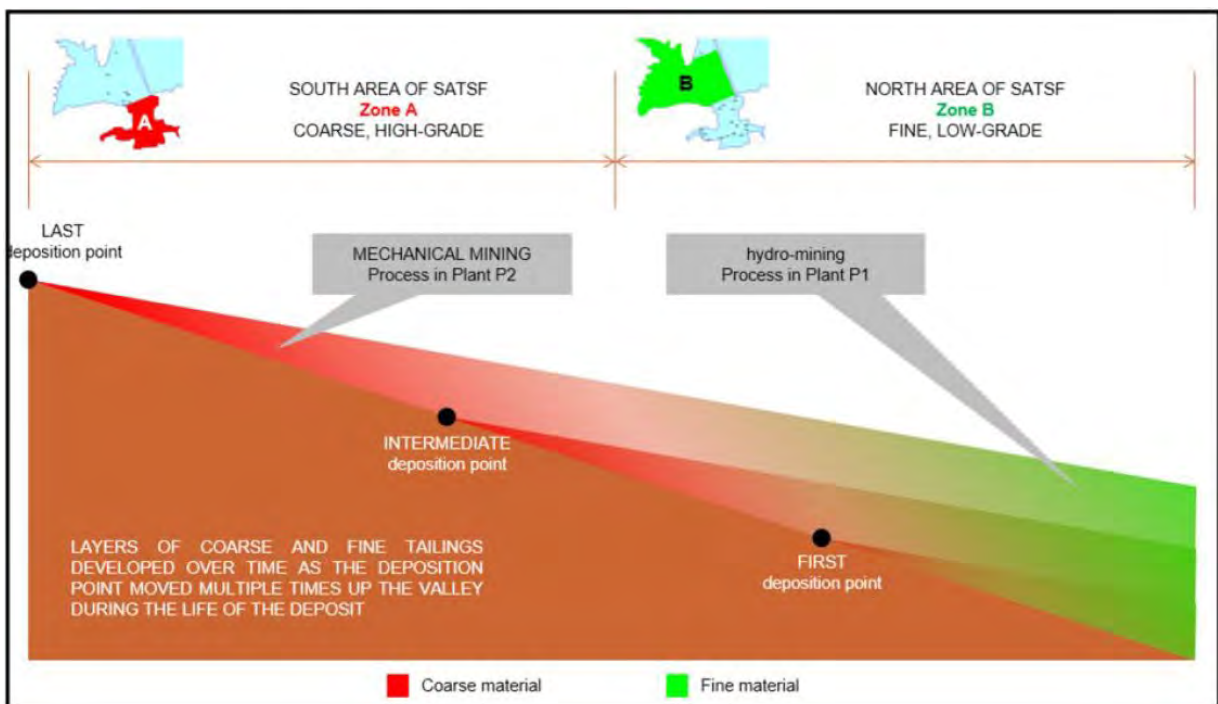 A
SOUTH AREA OF SATSF
Zone A
COARSE, HIGH-GRADE
B
NORTH AREA OF SATSF
Zone B
FINE, LOW-GRADE
LAST
deposition point
MECHANICAL MINING
Process in Plant P2
hydro-mining
Process in Plant P1
INTERMEDIATE
deposition point
FIRST
deposition point
LAYERS OF COARSE AND FINE TAILINGS
DEVELOPED OVER TIME AS THE DEPOSITION
POINT MOVED MULTIPLE TIMES UP THE VALLEY
DURING THE LIFE OF THE DEPOSIT
Coarse material
Fine material